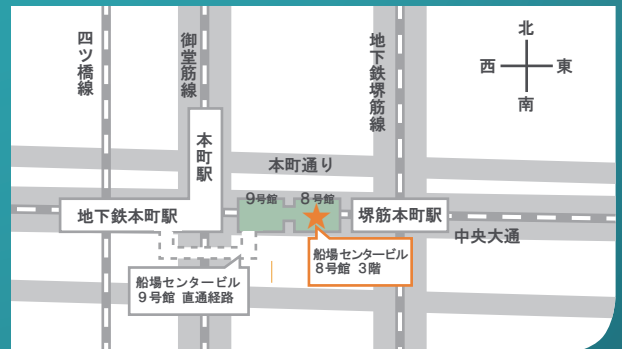 四ツ橋線
御堂筋線
地下鉄堺筋線
北
西
東
南
本町駅
本町通り
9号館
8号館
地下鉄本町駅
堺筋本町駅
中央大通
船場センタービル
8号館 3階
船場センタービル
9号館 直通経路